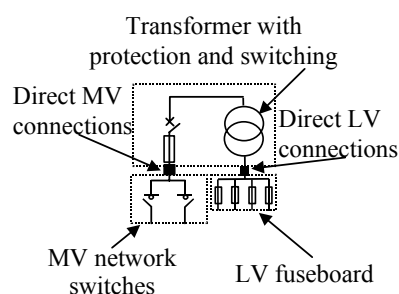 Transformer with
protection and switching
Direct MV
connections
Direct LV
connections
MV network
switches
LV fuseboard